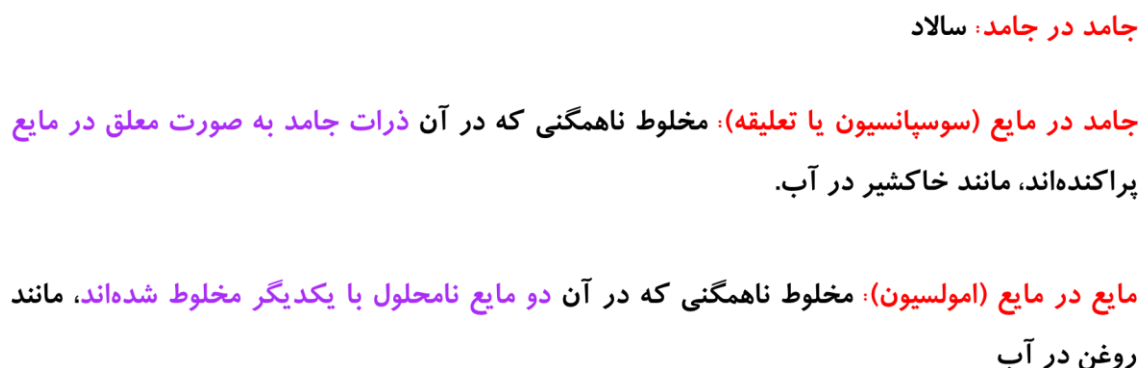 جامد در جامد: سالاد
جامد در مایع (سوسپانسیون یا تعلیقه): مخلوط ناهمگنی که در آن ذرات جامد به صورت معلق در مایع
پراکنده‌اند، مانند خاکشیر در آب.
مایع در مایع (امولسیون): مخلوط ناهمگنی که در آن دو مایع نامحلول با یکدیگر مخلوط شده‌اند، مانند
روغن در آب